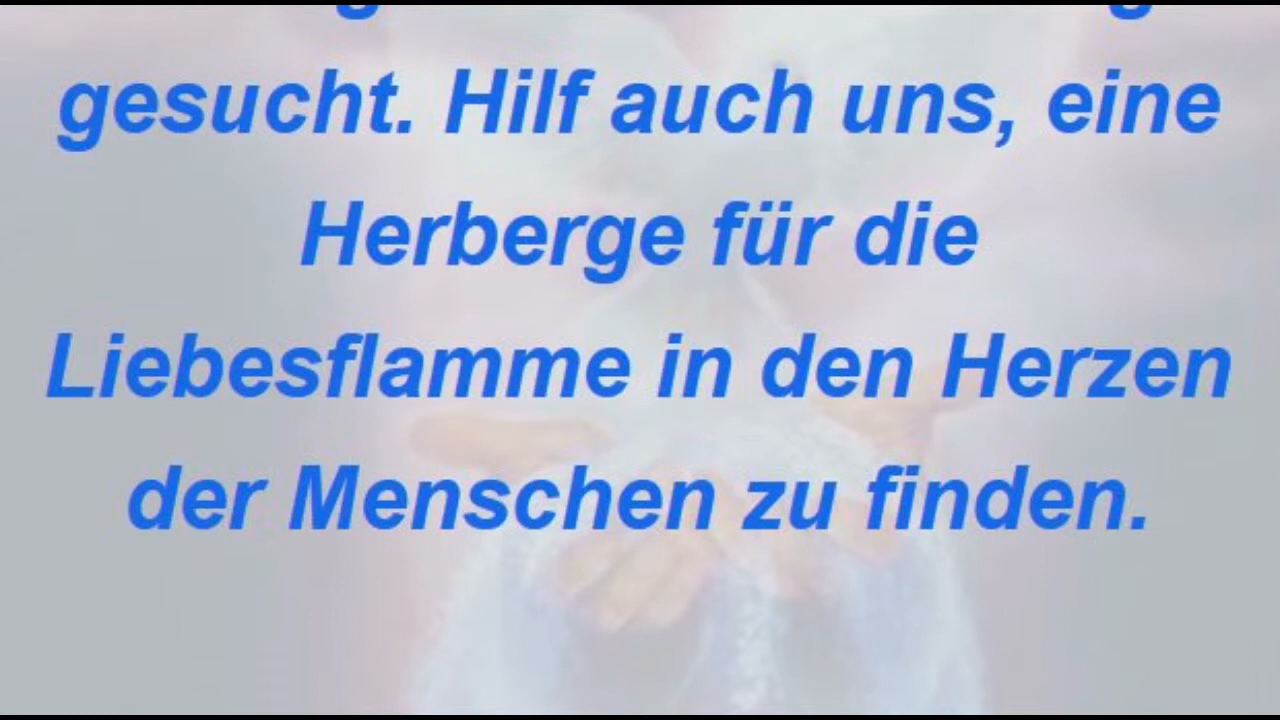 gesucht. Hilf auch uns, eine
Herberge für die
Liebesflamme in den Herzen
der Menschen zu finden.